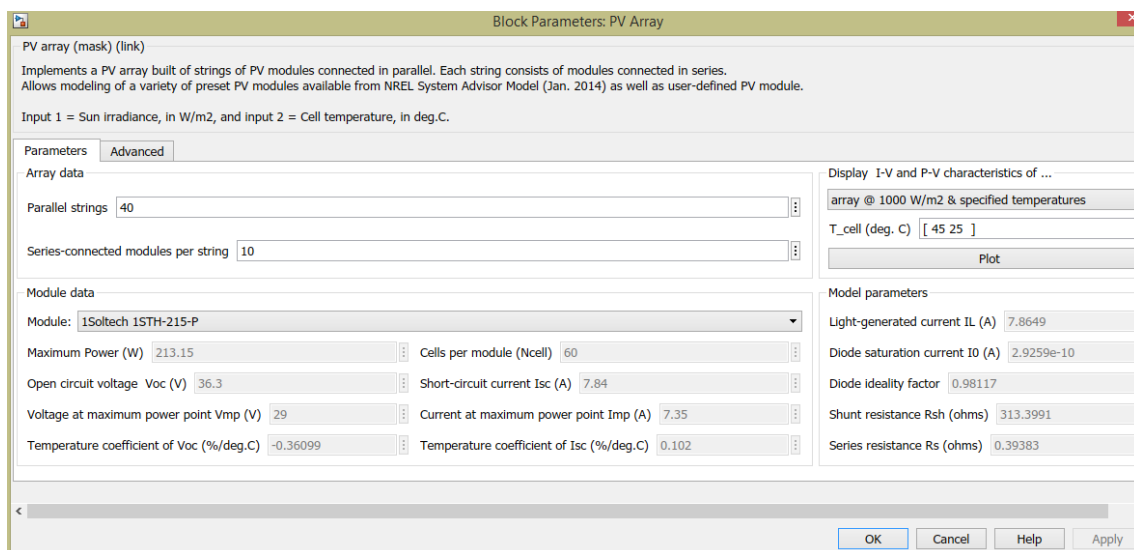 Block Parameters: PV Array
PV array (mask) (link)
Implements a PV array built of strings of PV modules connected in parallel. Each string consists of modules connected in series.
Allows modeling of a variety of preset PV modules available from NREL System Advisor Model (Jan. 2014) as well as user-defined PV module.
Input 1 = Sun irradiance, in W/m2, and input 2 = Cell temperature, in deg.C.
Parameters Advanced
Array data
Parallel strings 40
Series-connected modules per string 10
Display I-V and P-V characteristics of ...
array @ 1000 W/m2 & specified temperatures
T_cell (deg. C) [ 45 25 ]
Plot
Module data
Module: 1Soltech 1STH-215-P
Maximum Power (W) 213.15 Cells per module (Ncell) 60
Open circuit voltage Voc (V) 36.3 Short-circuit current Isc (A) 7.84
Voltage at maximum power point Vmp (V) 29 Current at maximum power point Imp (A) 7.35
Temperature coefficient of Voc (%/deg.C) -0.36099 Temperature coefficient of Isc (%/deg.C) 0.102
Model parameters
Light-generated current IL (A) 7.8649
Diode saturation current I0 (A) 2.9259e-10
Diode ideality factor 0.98117
Shunt resistance Rsh (ohms) 313.3991
Series resistance Rs (ohms) 0.39383
OK Cancel Help Apply